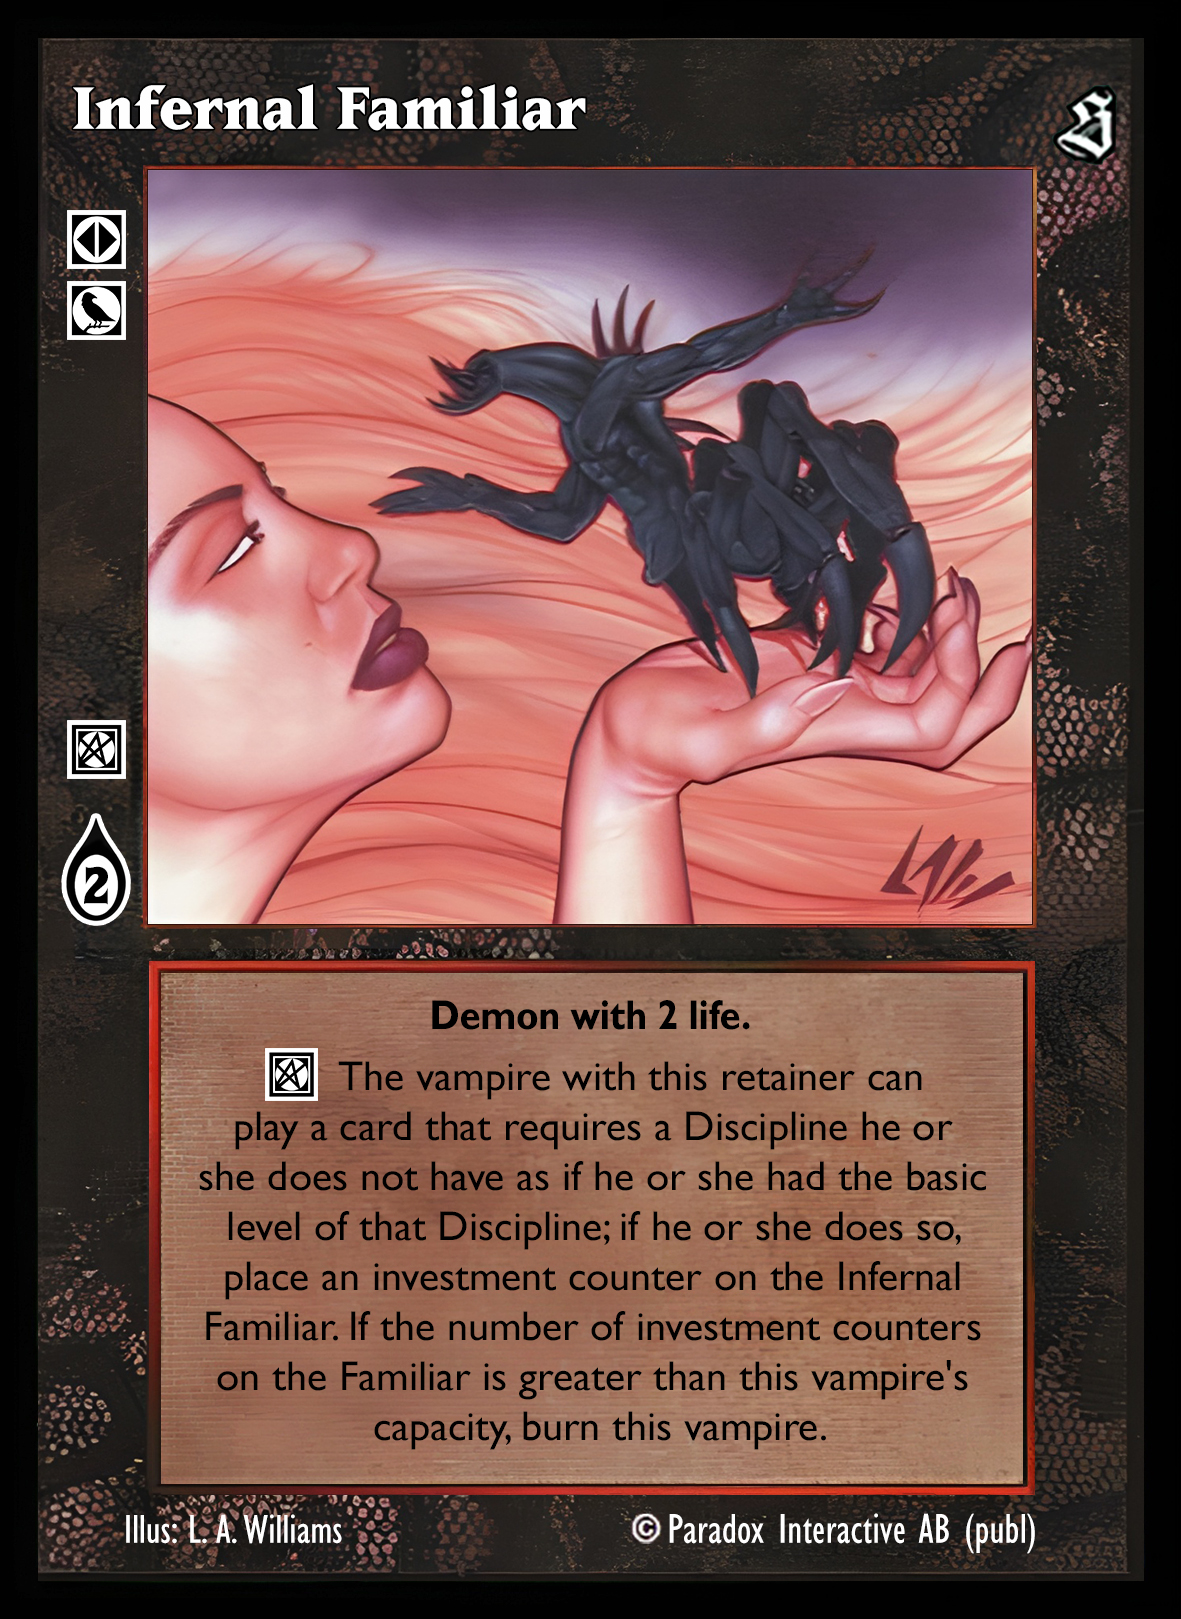 Infernal Familiar
2
Demon with 2 life.
The vampire with this retainer can
play a card that requires a Discipline he or
she does not have as if he or she had the basic
level of that Discipline; if he or she does so,
place an investment counter on the Infernal
Familiar. If the number of investment counters
on the Familiar is greater than this vampire's
capacity, burn this vampire.
Illus: L. A. Williams
© Paradox Interactive AB (publ)